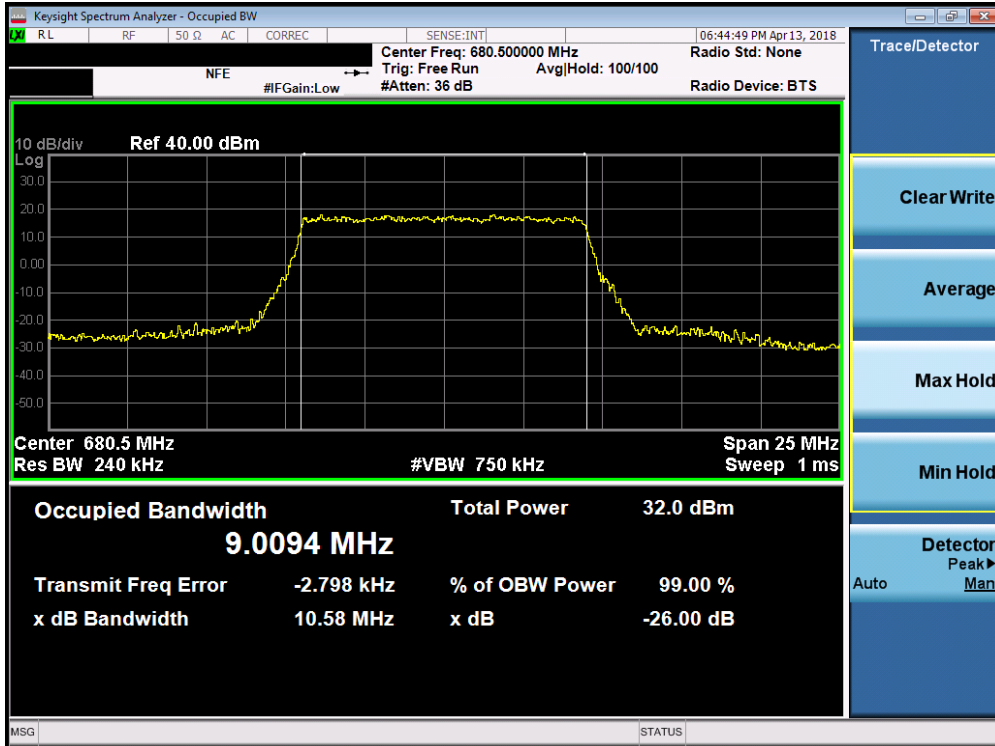 Keysight Spectrum Analyzer - Occupied BW
LXI RL RF 50 Ω AC CORREC SENSE:INT 06:44:49 PM Apr 13, 2018
Center Freq: 680.500000 MHz Radio Std: None
NFE Trig: Free Run Avg|Hold: 100/100
#IFGain:Low #Atten: 36 dB Radio Device: BTS
10 dB/div Ref 40.00 dBm
Log
30.0
20.0
10.0
0.00
-10.0
-20.0
-30.0
-40.0
-50.0
Center 680.5 MHz Span 25 MHz
Res BW 240 kHz #VBW 750 kHz Sweep 1 ms
Occupied Bandwidth Total Power 32.0 dBm
9.0094 MHz
Transmit Freq Error -2.798 kHz % of OBW Power 99.00 %
x dB Bandwidth 10.58 MHz x dB -26.00 dB
MSG STATUS
Trace/Detector
Clear Write
Average
Max Hold
Min Hold
Detector
Peak▶
Auto Man